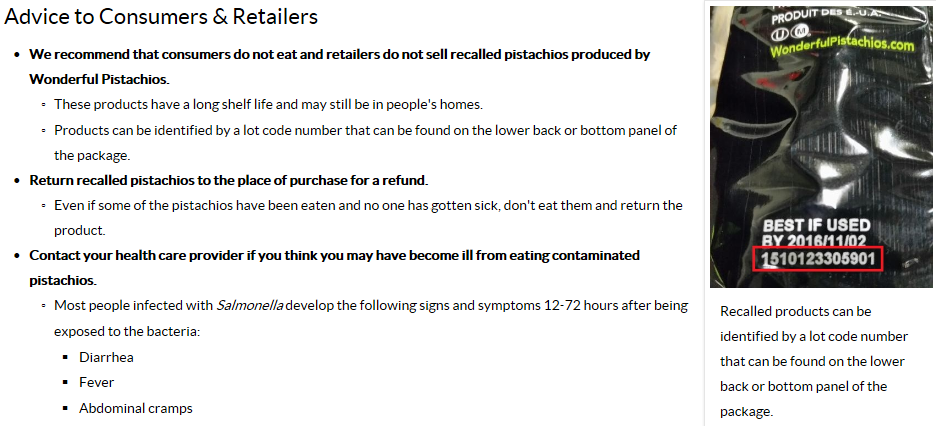 Advice to Consumers & Retailers
• We recommend that consumers do not eat and retailers do not sell recalled pistachios produced by
Wonderful Pistachios.
▫ These products have a long shelf life and may still be in people's homes.
▫ Products can be identified by a lot code number that can be found on the lower back or bottom panel of
the package.
• Return recalled pistachios to the place of purchase for a refund.
▫ Even if some of the pistachios have been eaten and no one has gotten sick, don't eat them and return the
product.
• Contact your health care provider if you think you may have become ill from eating contaminated
pistachios.
▫ Most people infected with Salmonella develop the following signs and symptoms 12-72 hours after being
exposed to the bacteria:
▪ Diarrhea
▪ Fever
▪ Abdominal cramps
PRODUIT DES É.-U.A.
U M
WonderfulPistachios.com
BEST IF USED
BY 2016/11/02
1510123305901
Recalled products can be
identified by a lot code number
that can be found on the lower
back or bottom panel of the
package.